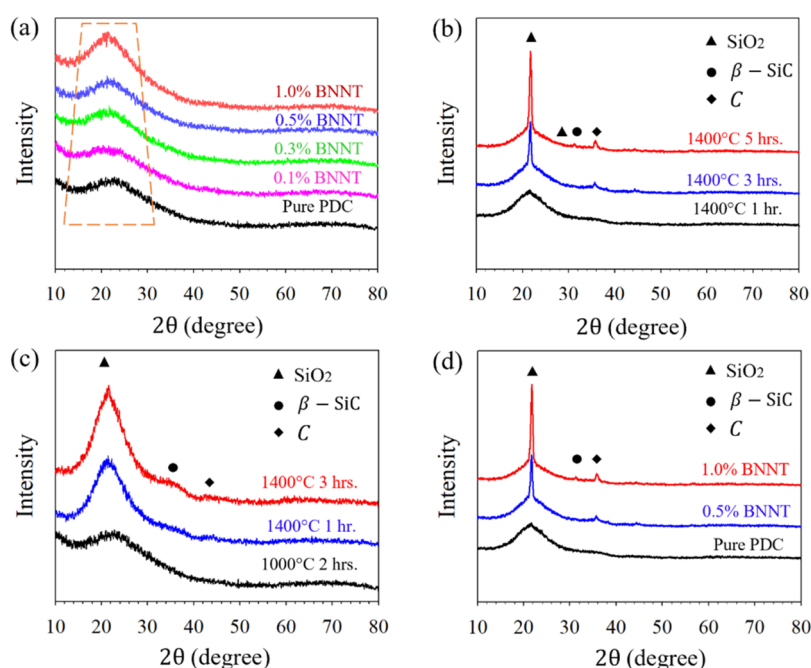 (a)
Intensity
1.0% BNNT
0.5% BNNT
0.3% BNNT
0.1% BNNT
Pure PDC
10 20 30 40 50 60 70 80
2θ (degree)
(b)
Intensity
▲ SiO₂
● β − SiC
◆ C
1400°C 5 hrs.
1400°C 3 hrs.
1400°C 1 hr.
10 20 30 40 50 60 70 80
2θ (degree)
(c)
Intensity
▲ SiO₂
● β − SiC
◆ C
1400°C 3 hrs.
1400°C 1 hr.
1000°C 2 hrs.
10 20 30 40 50 60 70 80
2θ (degree)
(d)
Intensity
▲ SiO₂
● β − SiC
◆ C
1.0% BNNT
0.5% BNNT
Pure PDC
10 20 30 40 50 60 70 80
2θ (degree)